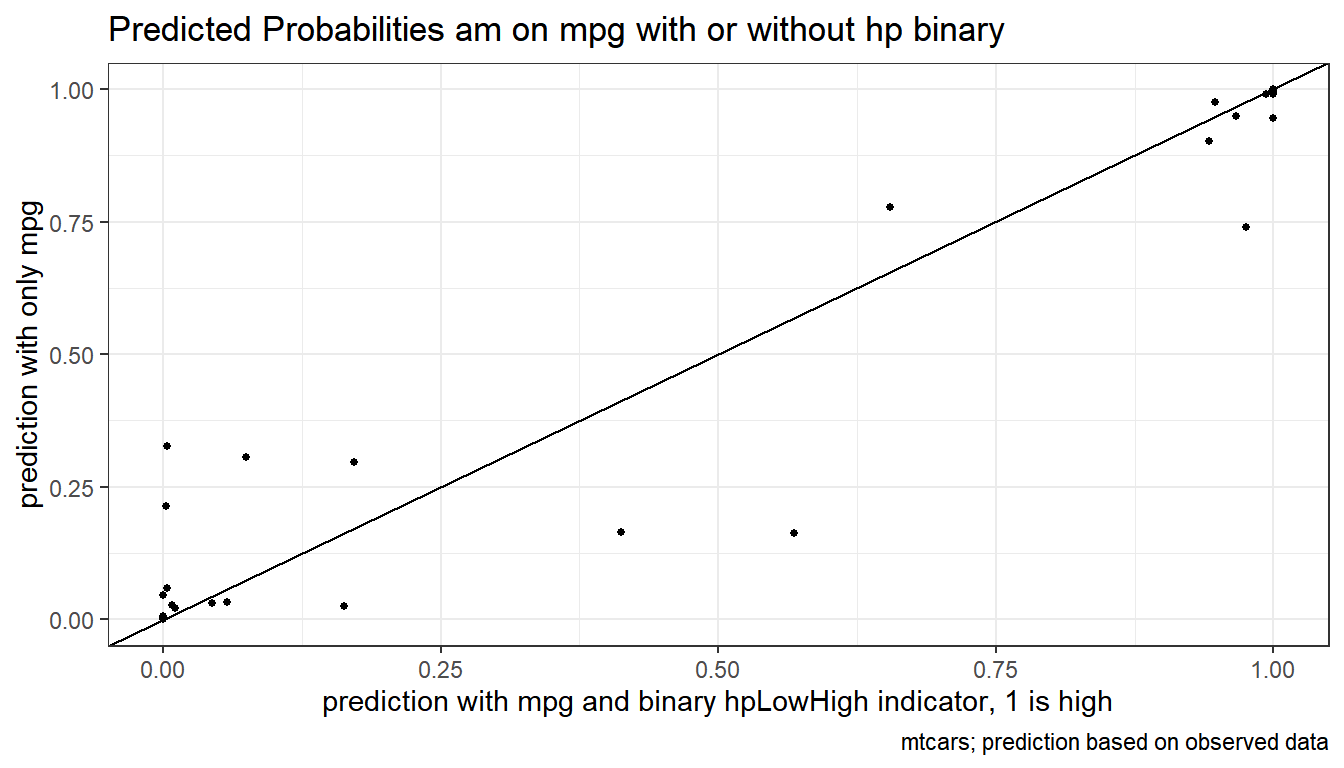 Predicted Probabilities am on mpg with or without hp binary
prediction with only mpg
1.00
0.75
0.50
0.25
0.00
0.00 0.25 0.50 0.75 1.00
prediction with mpg and binary hpLowHigh indicator, 1 is high
mtcars; prediction based on observed data